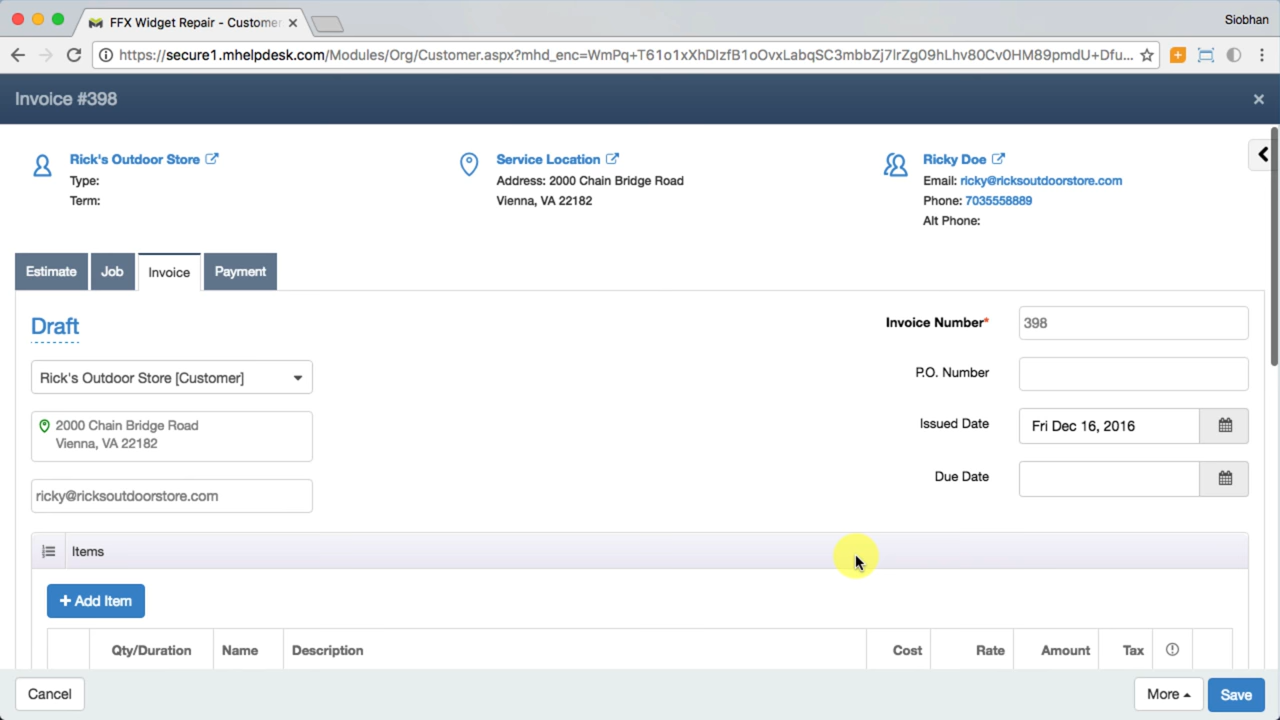 FFX Widget Repair - Customer
Siobhan
https://secure1.mhelpdesk.com/Modules/Org/Customer.aspx?mhd_enc=WmPq+T61o1xXhDIzfB1oOvxLabqSC3mbbZj7lrZg09hLhv80Cv0HM89pmdU+Dfu...
Invoice #398
Rick's Outdoor Store
Type:
Term:
Service Location
Address: 2000 Chain Bridge Road
Vienna, VA 22182
Ricky Doe
Email: ricky@ricksoutdoorstore.com
Phone: 7035558889
Alt Phone:
Estimate Job Invoice Payment
Draft
Rick's Outdoor Store [Customer]
2000 Chain Bridge Road
Vienna, VA 22182
ricky@ricksoutdoorstore.com
Invoice Number* 398
P.O. Number
Issued Date Fri Dec 16, 2016
Due Date
Items
+ Add Item
Qty/Duration Name Description Cost Rate Amount Tax
Cancel More Save